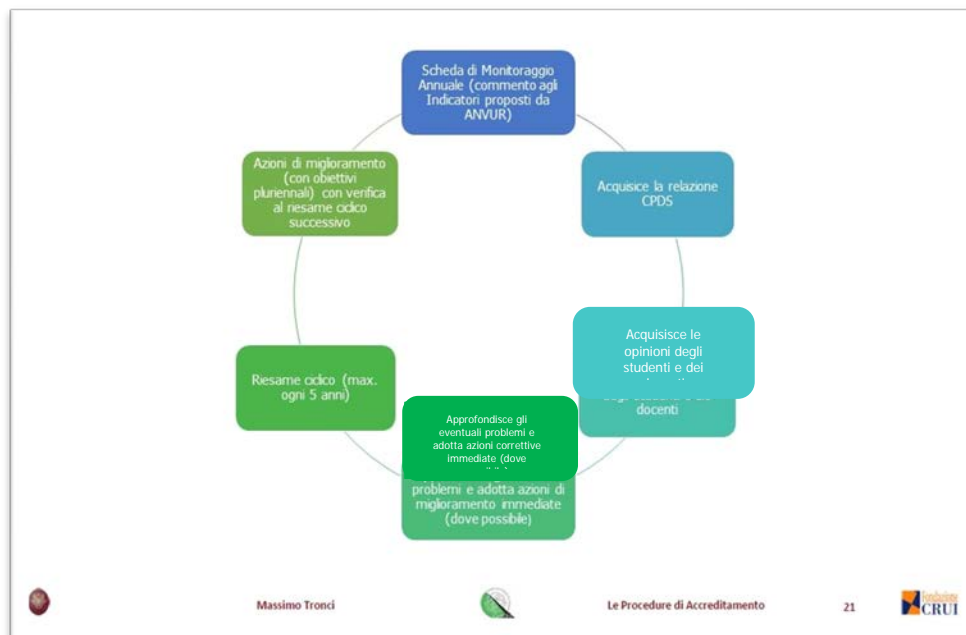 Scheda di Monitoraggio
Annuale (commento agli
Indicatori proposti da
ANVUR)
Acquisice la relazione
CPDS
Acquisisce le
opinioni degli
studenti e dei
docenti
Approfondisce gli
eventuali problemi e
adotta azioni correttive
immediate (dove
problemi e adotta azioni di
miglioramento immediate
(dove possibile)
Riesame ciclico (max.
ogni 5 anni)
Azioni di miglioramento
(con obiettivi
pluriennali) con verifica
al riesame ciclico
successivo
Massimo Tronci
Le Procedure di Accreditamento
21
Fondazione
CRUI